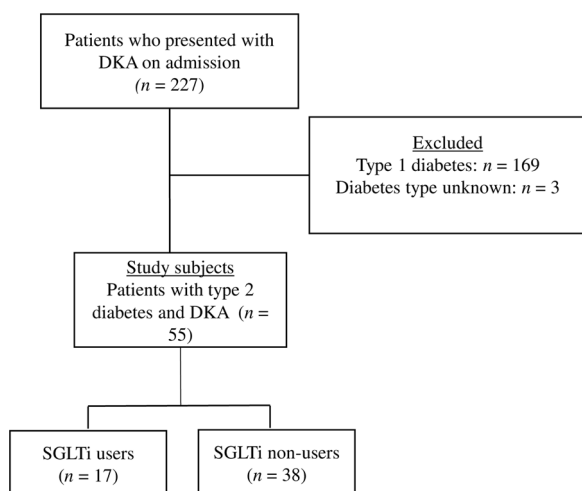 Patients who presented with
DKA on admission
(n = 227)
Excluded
Type 1 diabetes: n = 169
Diabetes type unknown: n = 3
Study subjects
Patients with type 2
diabetes and DKA (n =
55)
SGLTi users
(n = 17)
SGLTi non-users
(n = 38)